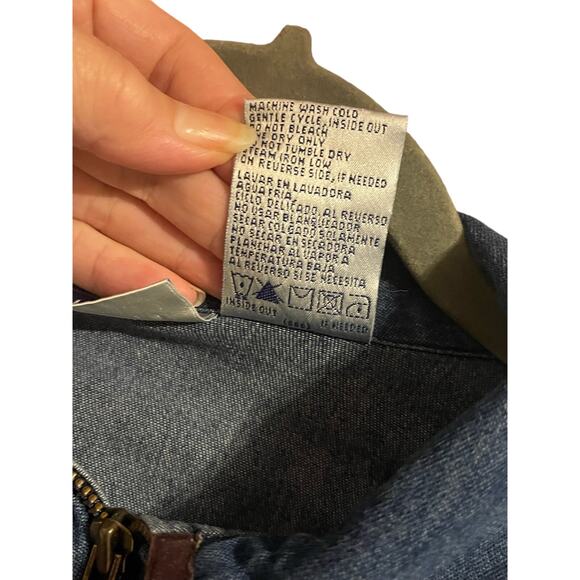 MACHINE WASH COLD
GENTLE CYCLE, INSIDE OUT
DO NOT BLEACH
DRY ONLY
NOT TUMBLE DRY
STEAM IRON LOW
ON REVERSE SIDE, IF NEEDED
LAVAR EN LAVADORA
AGUA FRIA,
CICLO DELICADO, AL REVERSO
NO USAR BLANQUEADOR
SECAR COLGADO SOLAMENTE
NO SECAR EN SECADORA
PLANCHAR AL VAPOR A
TEMPERATURA BAJA
AL REVERSO SI SE NECESITA
INSIDE OUT IF NEEDED